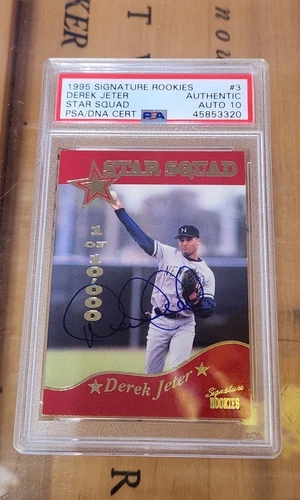 KER
1995 SIGNATURE ROOKIES #3
DEREK JETER AUTHENTIC
STAR SQUAD AUTO 10
PSA/DNA CERT. PSA 45853320
STAR SQUAD
1 OF 10,000
Derek Jeter
Signature
ROOKIES
T
R